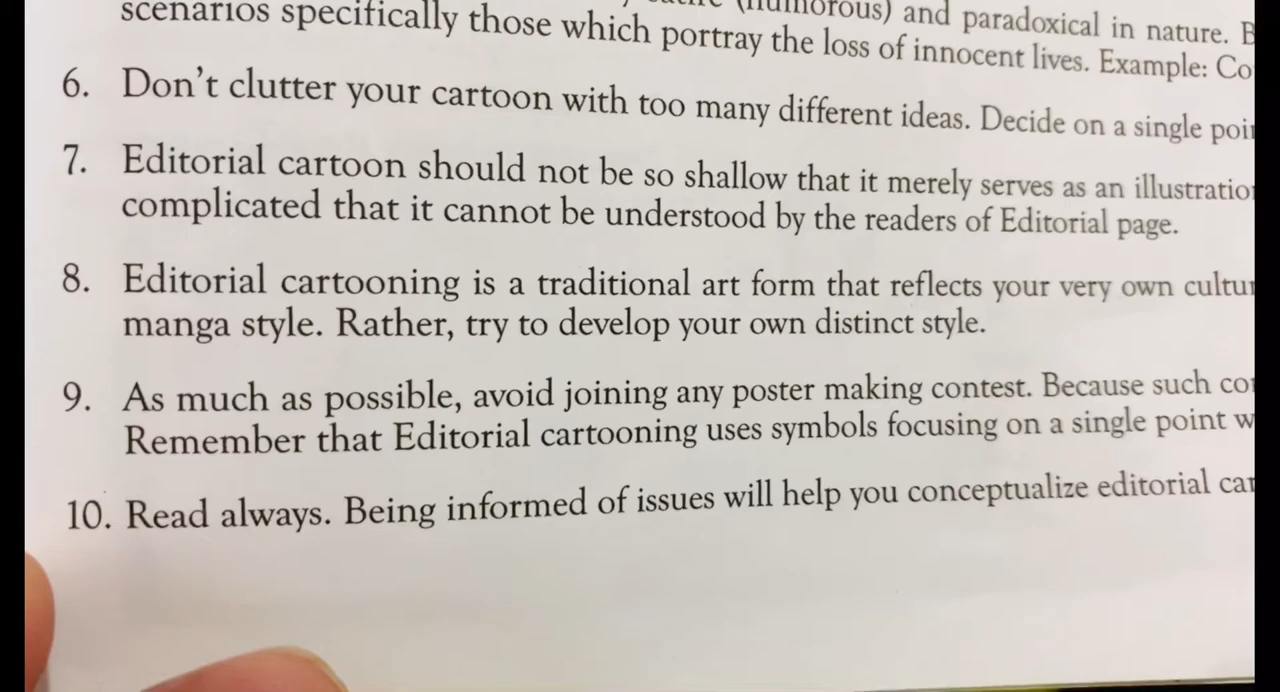 (humorous) and paradoxical in nature.
scenarios specifically those which portray the loss of innocent lives. Example:
6. Don't clutter your cartoon with too many different ideas. Decide on a single
7. Editorial cartoon should not be so shallow that it merely serves as an
complicated that it cannot be understood by the readers of Editorial page.
8. Editorial cartooning is a traditional art form that reflects your very own
manga style. Rather, try to develop your own distinct style.
9. As much as possible, avoid joining any poster making contest. Because such
Remember that Editorial cartooning uses symbols focusing on a single point
10. Read always. Being informed of issues will help you conceptualize editorial